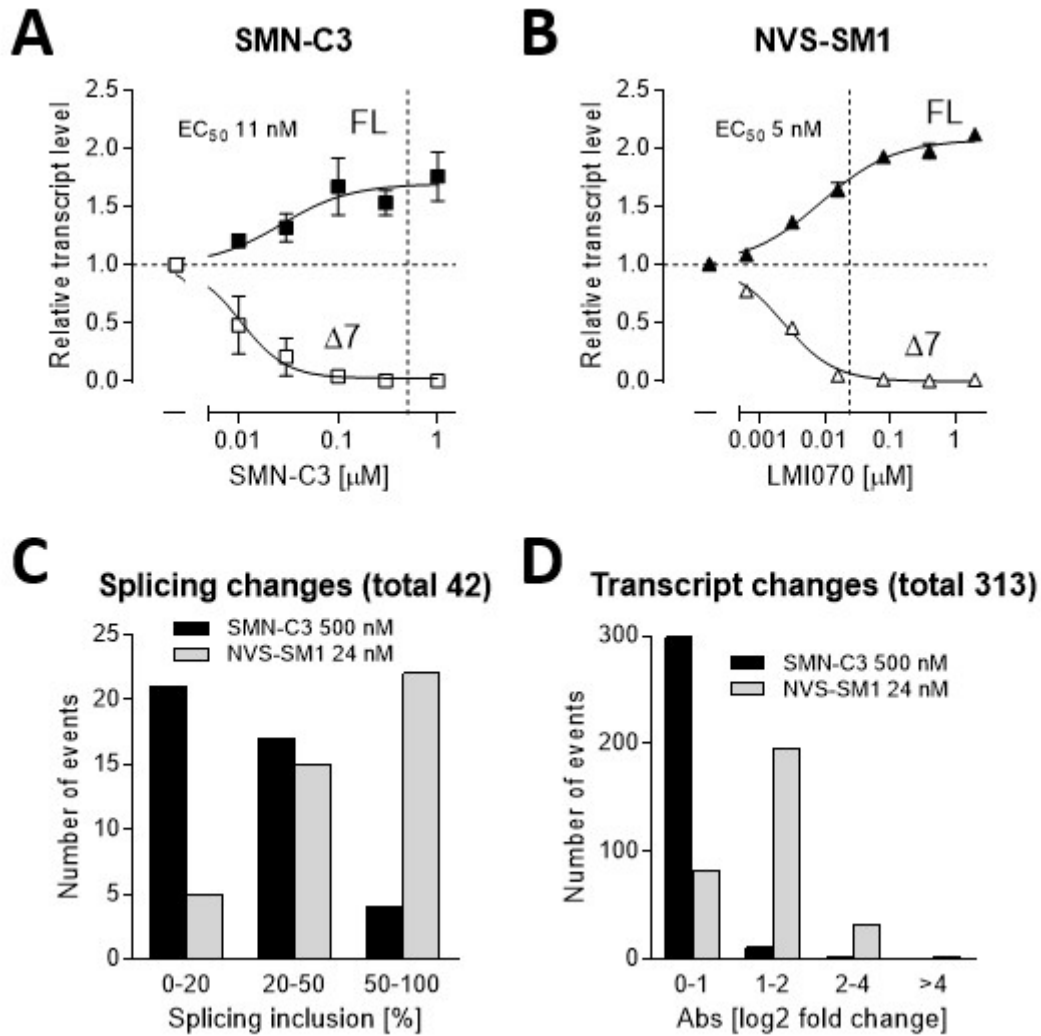 A
SMN-C3
Relative transcript level
2.5
2.0
1.5
1.0
0.5
0.0
EC50 11 nM
FL
Δ7
0.01
0.1
1
SMN-C3 [μM]
B
NVS-SM1
Relative transcript level
2.5
2.0
1.5
1.0
0.5
0.0
EC50 5 nM
FL
Δ7
0.001
0.01
0.1
1
LMI070 [μM]
C
Splicing changes (total 42)
SMN-C3 500 nM
NVS-SM1 24 nM
Number of events
25
20
15
10
5
0
0-20
20-50
50-100
Splicing inclusion [%]
D
Transcript changes (total 313)
SMN-C3 500 nM
NVS-SM1 24 nM
Number of events
300
200
100
0
0-1
1-2
2-4
>4
Abs [log2 fold change]